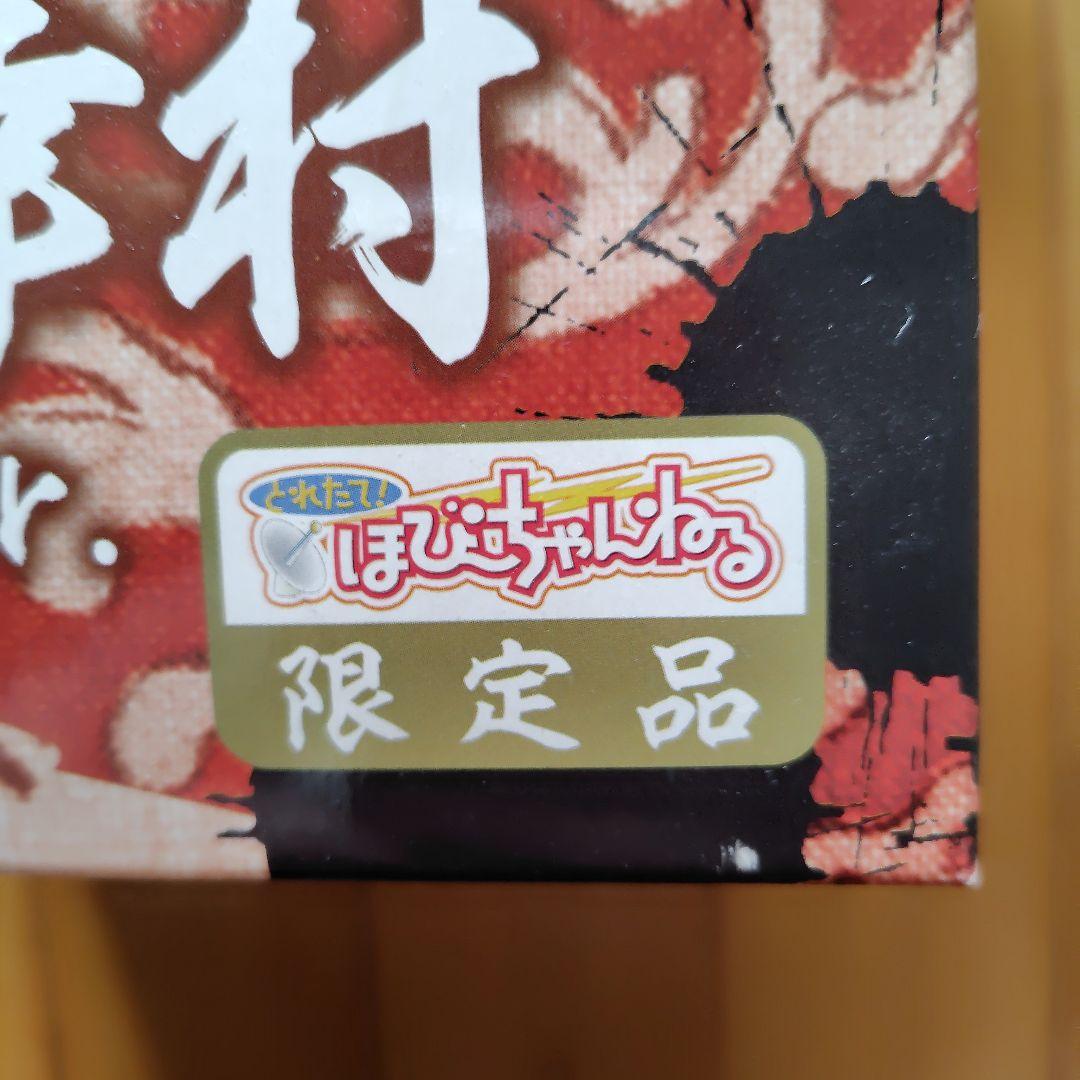 村
r.
とれたて!
ほびーちゃんねる
限定品